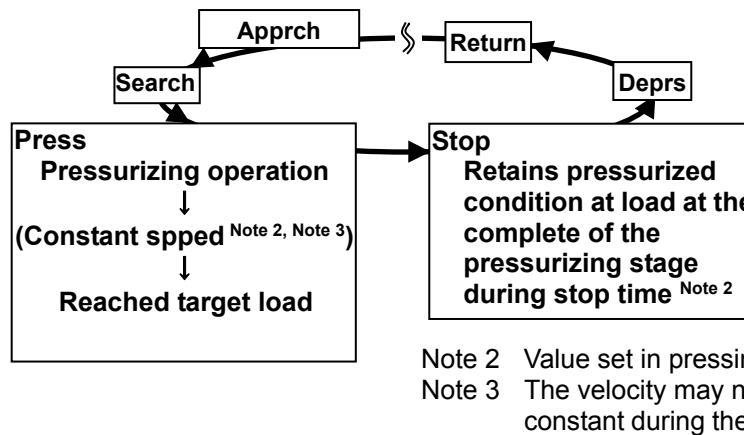 Apprch
Return
Search
Deprs
Press
Pressurizing operation
↓
(Constant spped Note 2, Note 3)
↓
Reached target load
Stop
Retains pressurized
condition at load at the
complete of the
pressurizing stage
during stop time Note 2
Note 2 Value set in
Note 3 The velocity may
constant during the